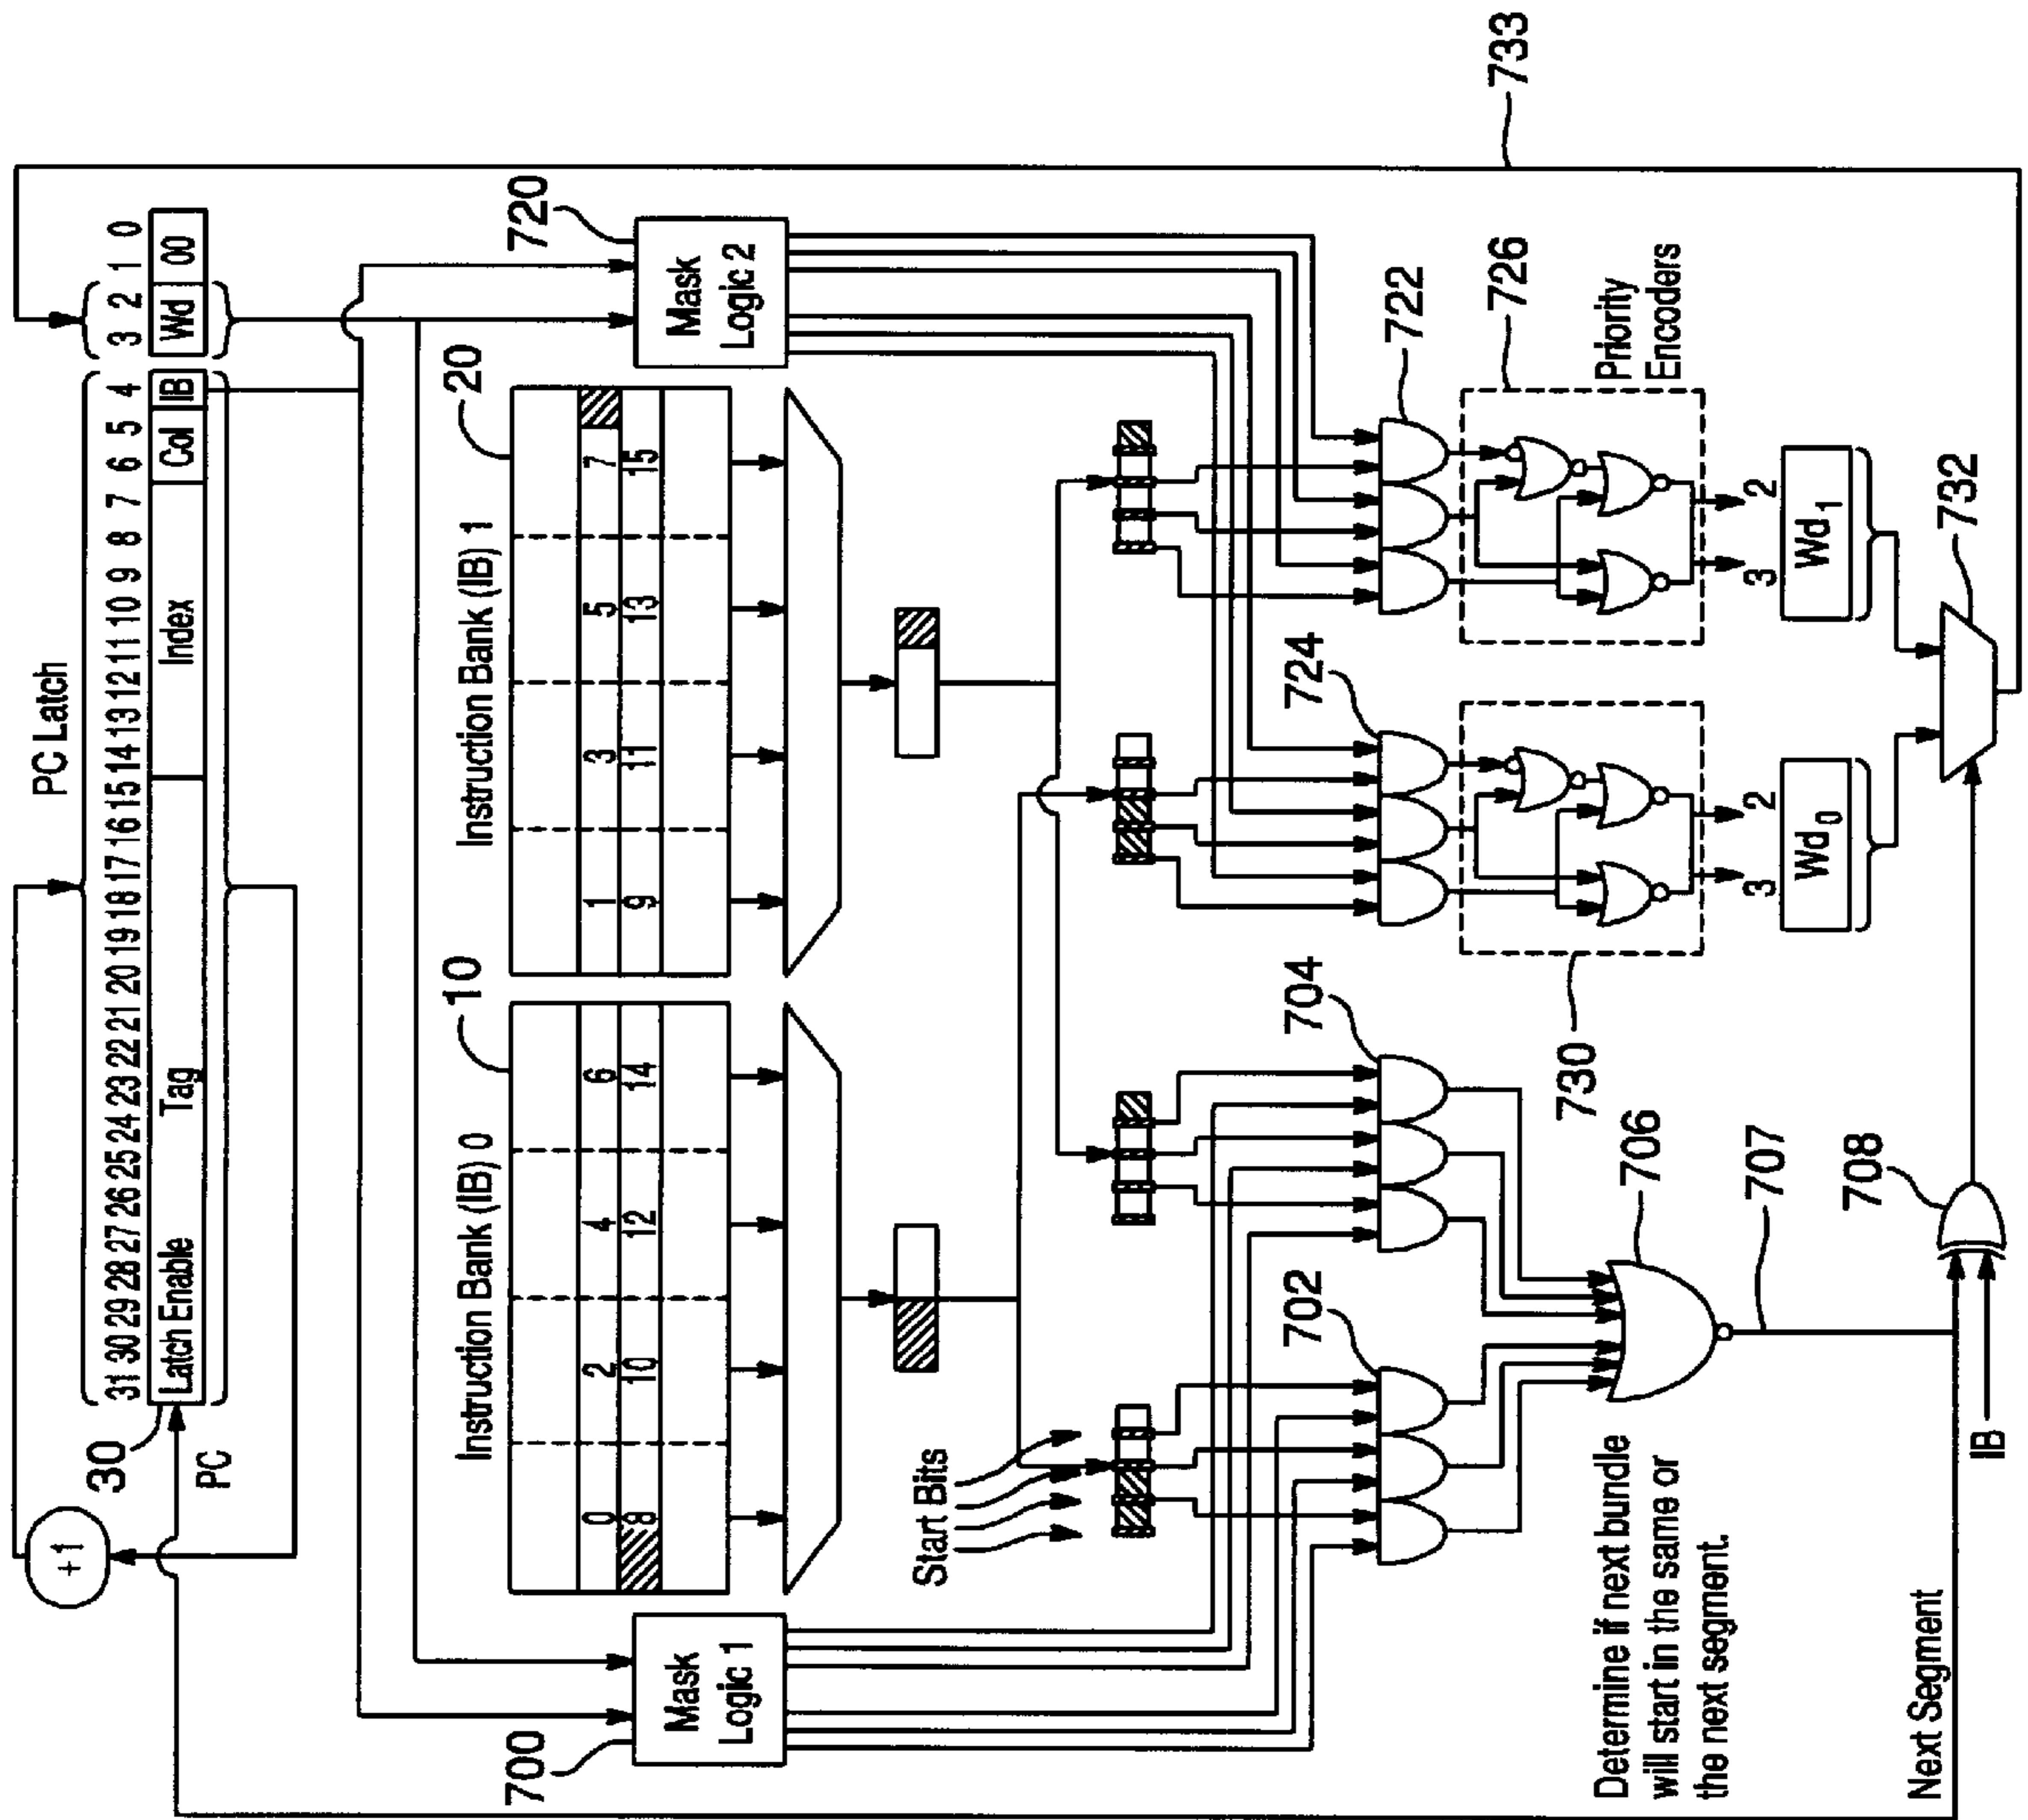 PC Latch
31 30 29 28 27 26 25 24 23 22 21 20 19 18 17 16 15 14 13 12 11 10 9 8 7 6 5 4 3 2 1 0
Latch Enable Tag Index Col IB Wd 00
+1
30
PC
Instruction Bank (IB) 0
10
0 2 4 6
8 10 12 14
Instruction Bank (IB) 1
20
1 3 5 7
9 11 13 15
700
Mask
Logic 1
720
Mask
Logic 2
733
Start Bits
702
704
724
722
726
Priority
Encoders
730
706
707
Determine if next bundle
will start in the same or
the next segment.
3 2
Wd0
3 2
Wd1
732
708
Next Segment
IB